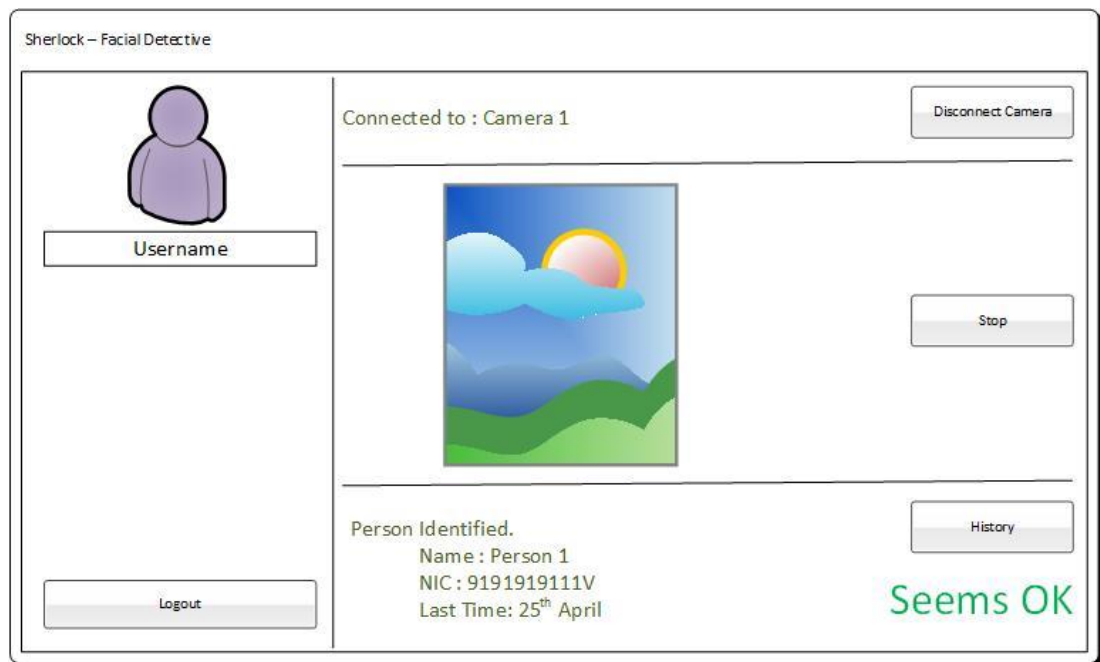 Sherlock – Facial Detective
Username
Logout
Connected to : Camera 1
Disconnect Camera
Stop
Person Identified.
Name : Person 1
NIC : 9191919111V
Last Time: 25th April
History
Seems OK